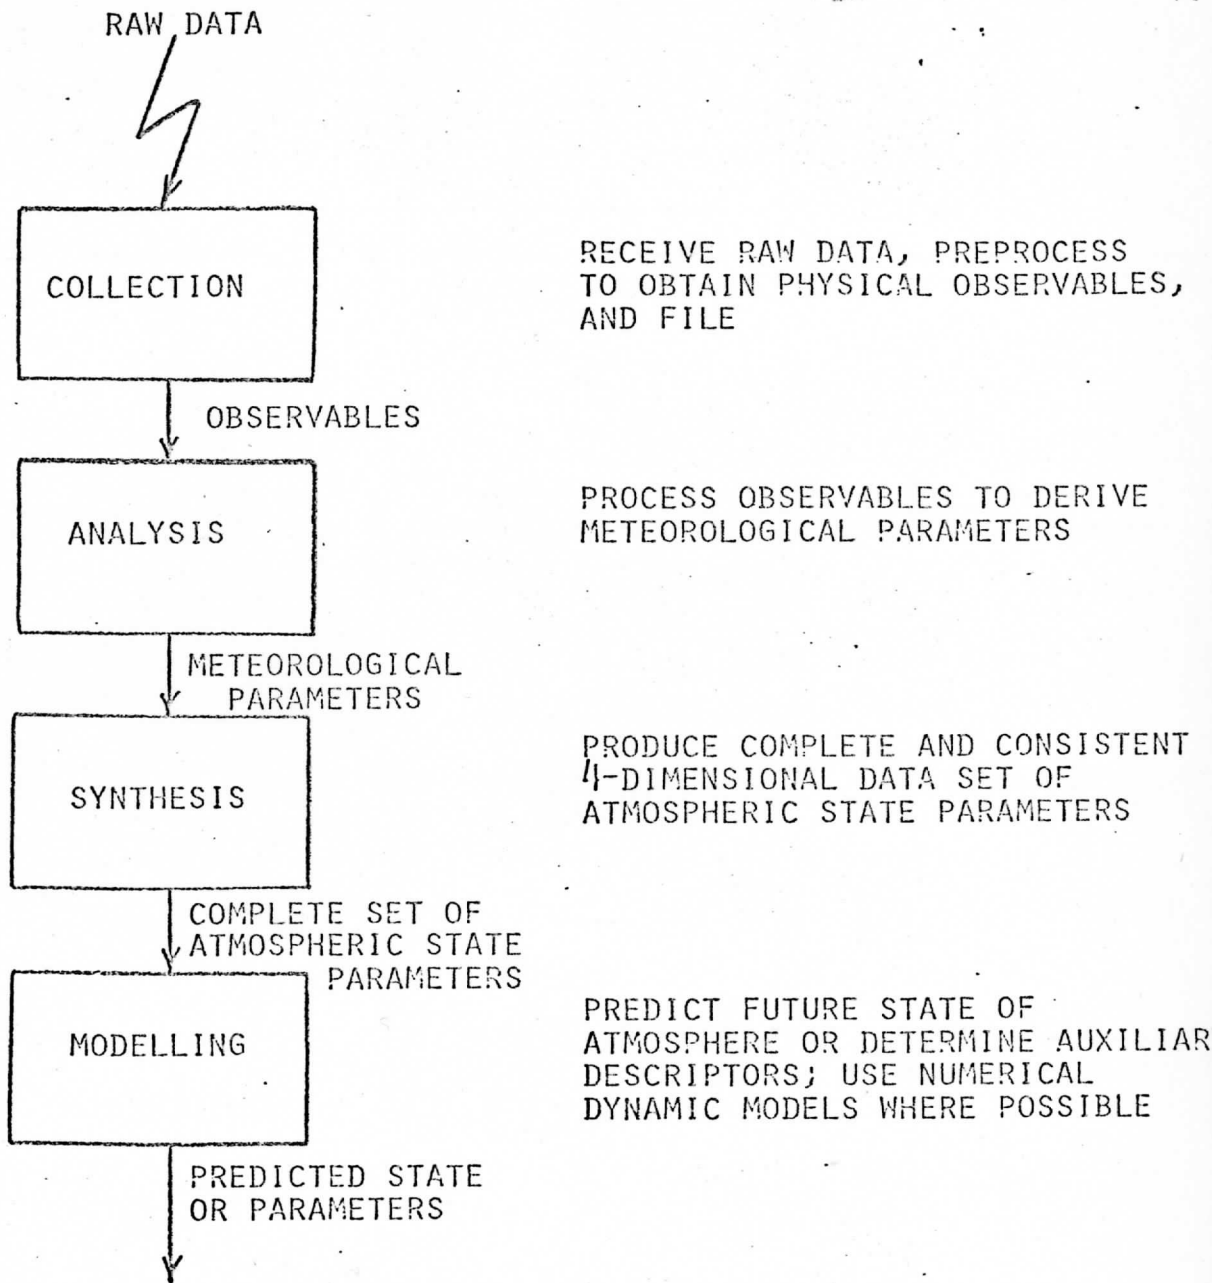 RAW DATA
COLLECTION
RECEIVE RAW DATA, PREPROCESS
TO OBTAIN PHYSICAL OBSERVABLES,
AND FILE
OBSERVABLES
ANALYSIS
PROCESS OBSERVABLES TO DERIVE
METEOROLOGICAL PARAMETERS
METEOROLOGICAL
PARAMETERS
SYNTHESIS
PRODUCE COMPLETE AND CONSISTENT
4-DIMENSIONAL DATA SET OF
ATMOSPHERIC STATE PARAMETERS
COMPLETE SET OF
ATMOSPHERIC STATE
PARAMETERS
MODELLING
PREDICT FUTURE STATE OF
ATMOSPHERE OR DETERMINE AUXILIAR
DESCRIPTORS; USE NUMERICAL
DYNAMIC MODELS WHERE POSSIBLE
PREDICTED STATE
OR PARAMETERS